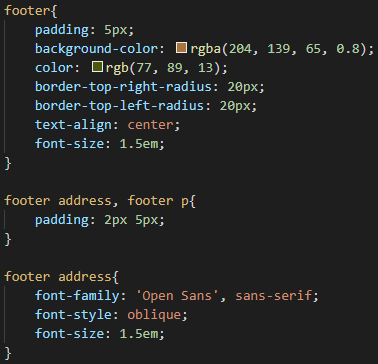 footer{
padding: 5px;
background-color: rgba(204, 139, 65, 0.8);
color: rgb(77, 89, 13);
border-top-right-radius: 20px;
border-top-left-radius: 20px;
text-align: center;
font-size: 1.5em;
}
footer address, footer p{
padding: 2px 5px;
}
footer address{
font-family: 'Open Sans', sans-serif;
font-style: oblique;
font-size: 1.5em;
}